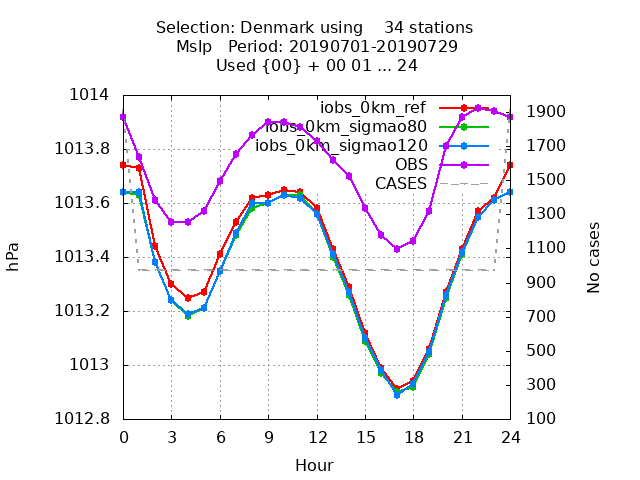 Selection: Denmark using    34 stations
Mslp   Period: 20190701-20190729
Used {00} + 00 01 ... 24
iobs_0km_ref
iobs_0km_sigmao80
iobs_0km_sigmao120
OBS
CASES
hPa
1014
1013.8
1013.6
1013.4
1013.2
1013
1012.8
No cases
1900
1700
1500
1300
1100
900
700
500
300
100
0 3 6 9 12 15 18 21 24
Hour